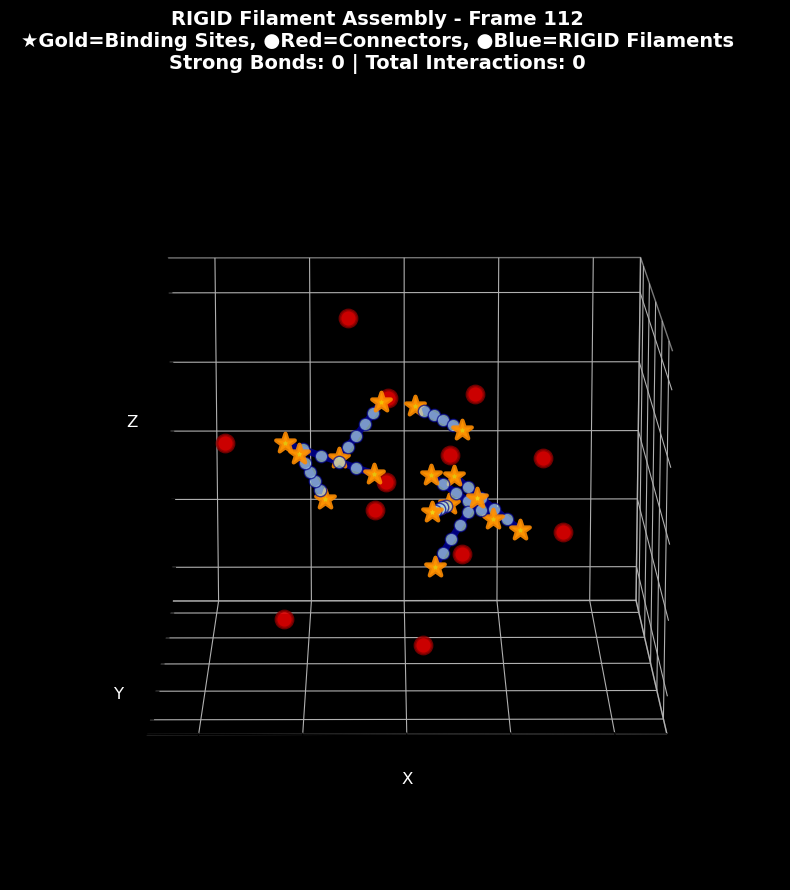 RIGID Filament Assembly - Frame 112
★Gold=Binding Sites, ●Red=Connectors, ●Blue=RIGID Filaments
Strong Bonds: 0 | Total Interactions: 0
Z
Y
X